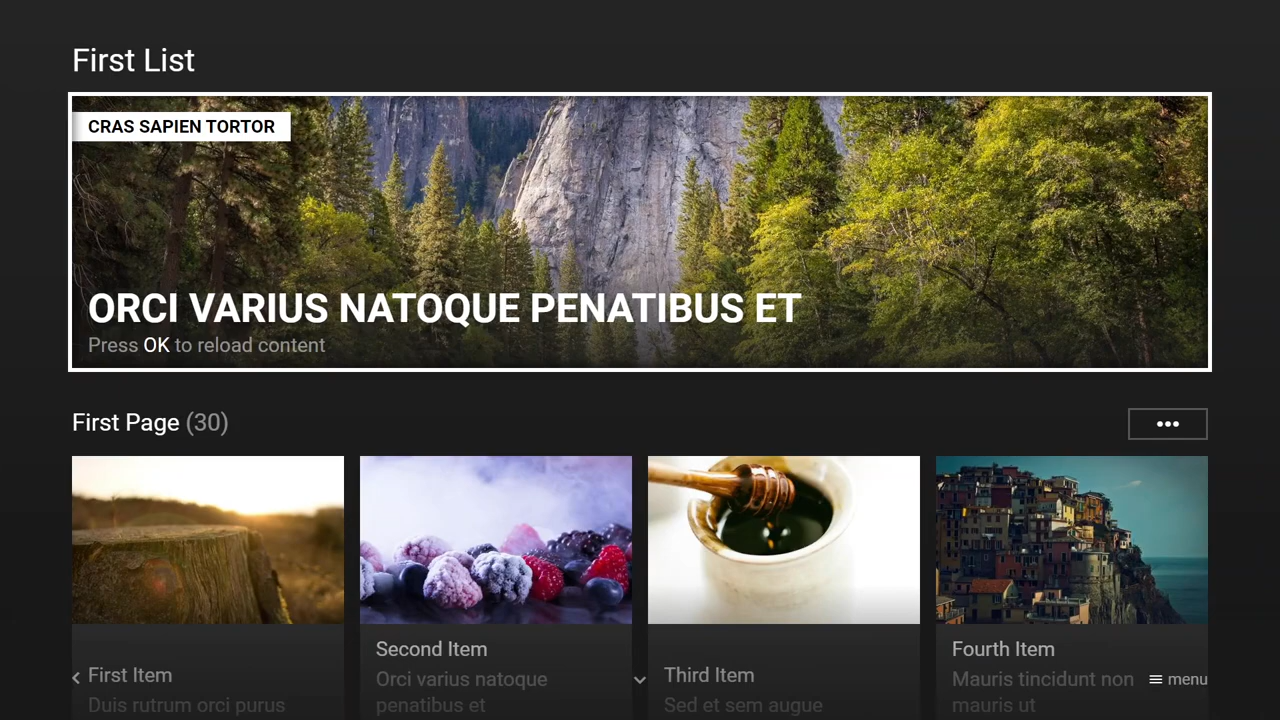 First List
CRAS SAPIEN TORTOR
ORCI VARIUS NATOQUE PENATIBUS ET
Press OK to reload content
First Page (30)
First Item
Duis rutrum orci purus
Second Item
Orci varius natoque
penatibus et
Third Item
Sed et sem augue
Fourth Item
Mauris tincidunt non
mauris ut
menu